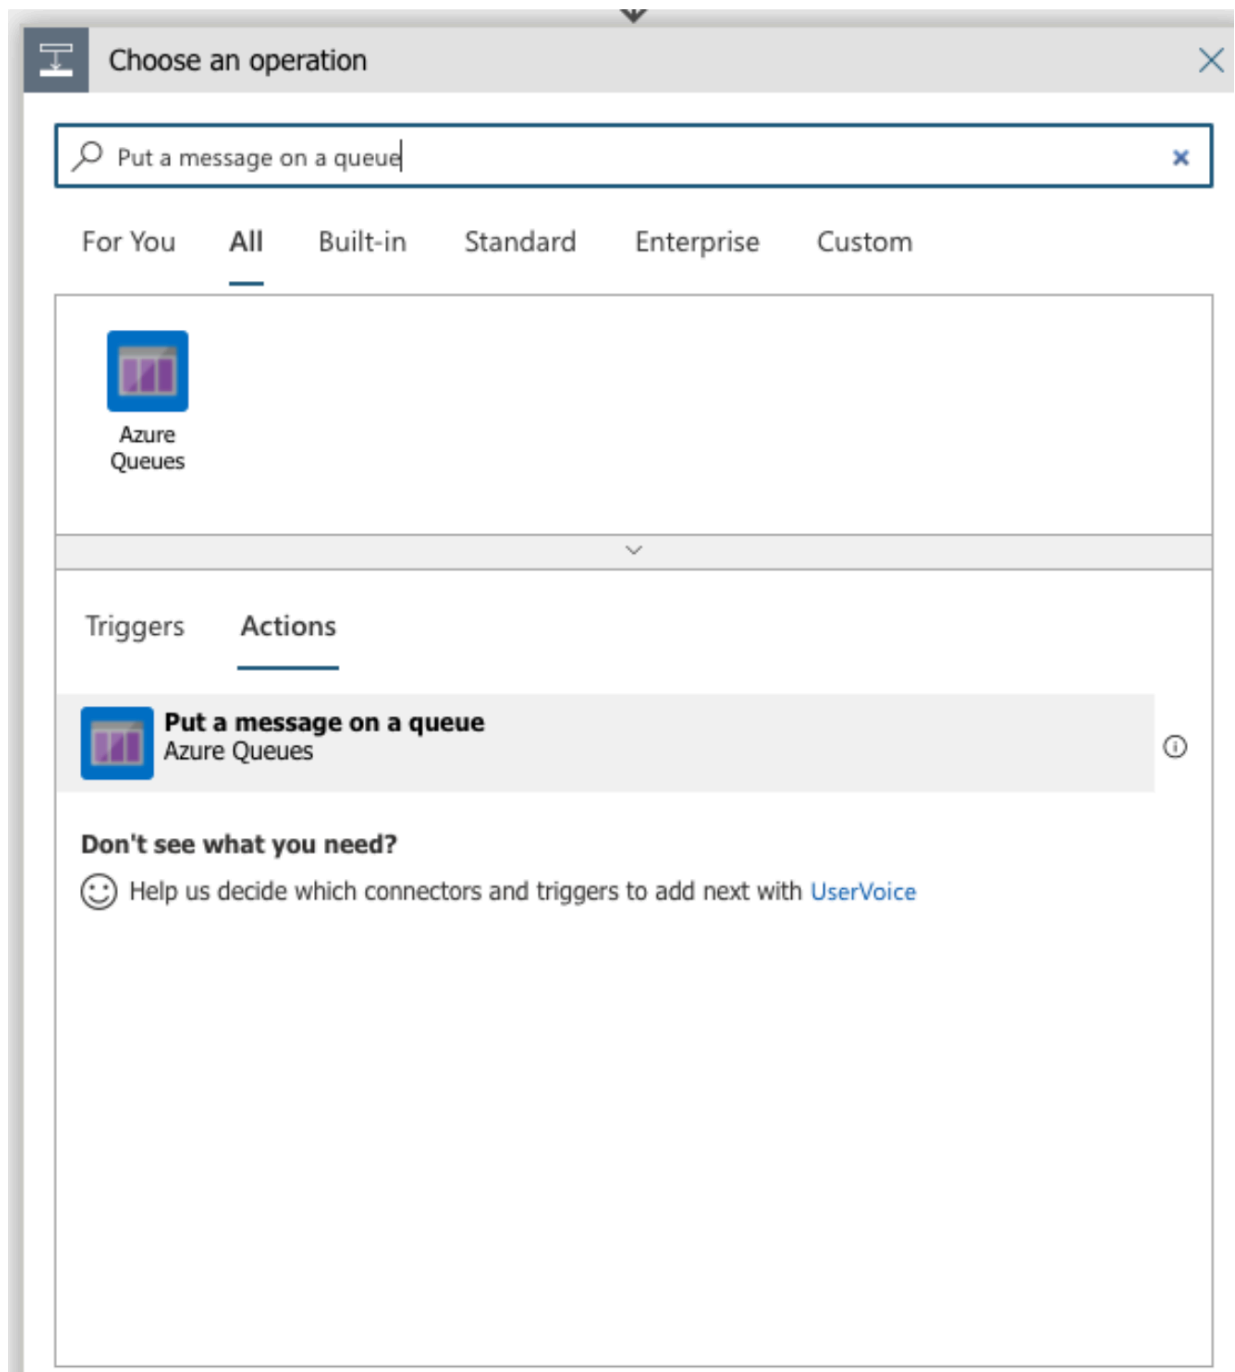 Choose an operation
Put a message on a queue
For You All Built-in Standard Enterprise Custom
Azure
Queues
Triggers Actions
Put a message on a queue
Azure Queues
Don't see what you need?
Help us decide which connectors and triggers to add next with UserVoice